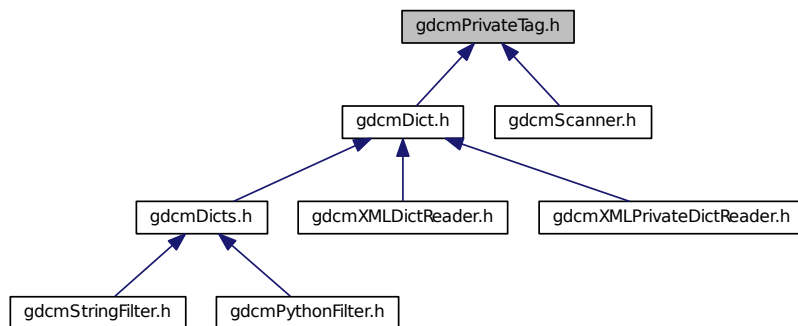 gdcmPrivateTag.h
gdcmDict.h
gdcmScanner.h
gdcmDicts.h
gdcmXMLDictReader.h
gdcmXMLPrivateDictReader.h
gdcmStringFilter.h
gdcmPythonFilter.h